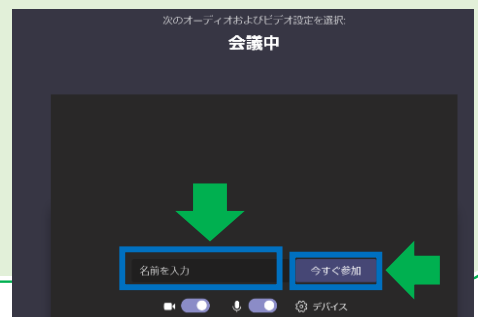 次のオーディオおよびビデオ設定を選択:
会議中
名前を入力
今すぐ参加
デバイス